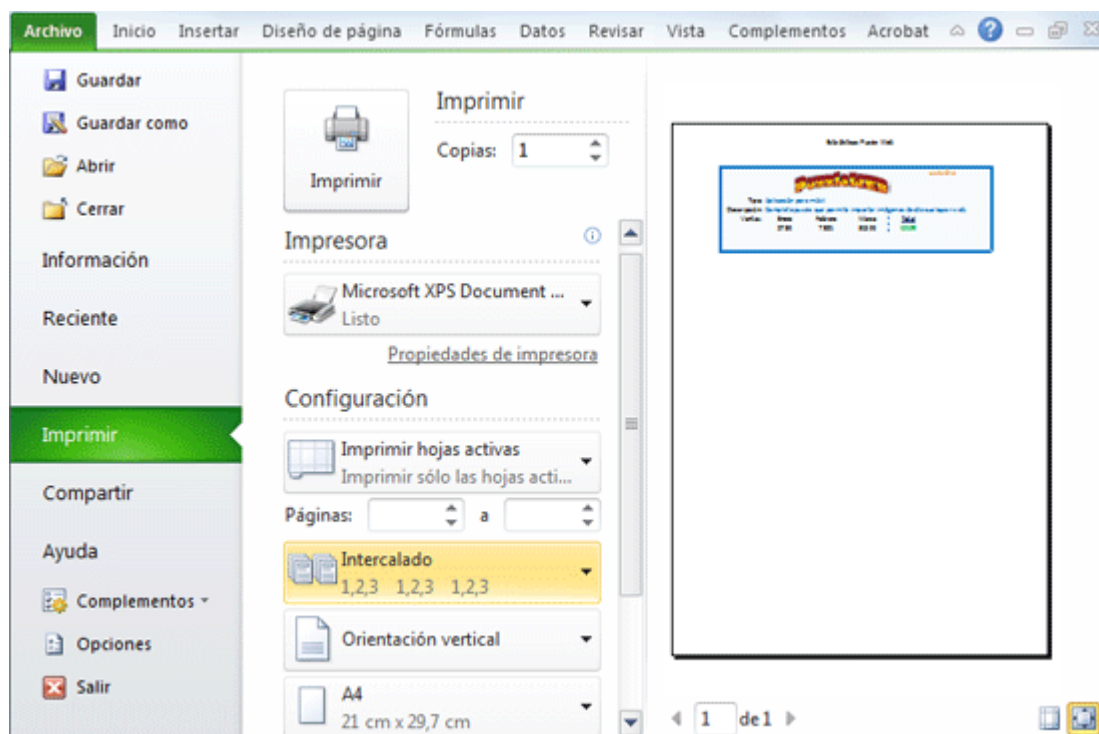 Archivo Inicio Insertar Diseño de página Fórmulas Datos Revisar Vista Complementos Acrobat
Guardar
Guardar como
Abrir
Cerrar
Información
Reciente
Nuevo
Imprimir
Compartir
Ayuda
Complementos
Opciones
Salir
Imprimir
Imprimir
Copias: 1
Impresora
Microsoft XPS Document ...
Listo
Propiedades de impresora
Configuración
Imprimir hojas activas
Imprimir sólo las hojas acti...
Páginas: a
Intercalado
1,2,3 1,2,3 1,2,3
Orientación vertical
A4
21 cm x 29,7 cm
1 de 1